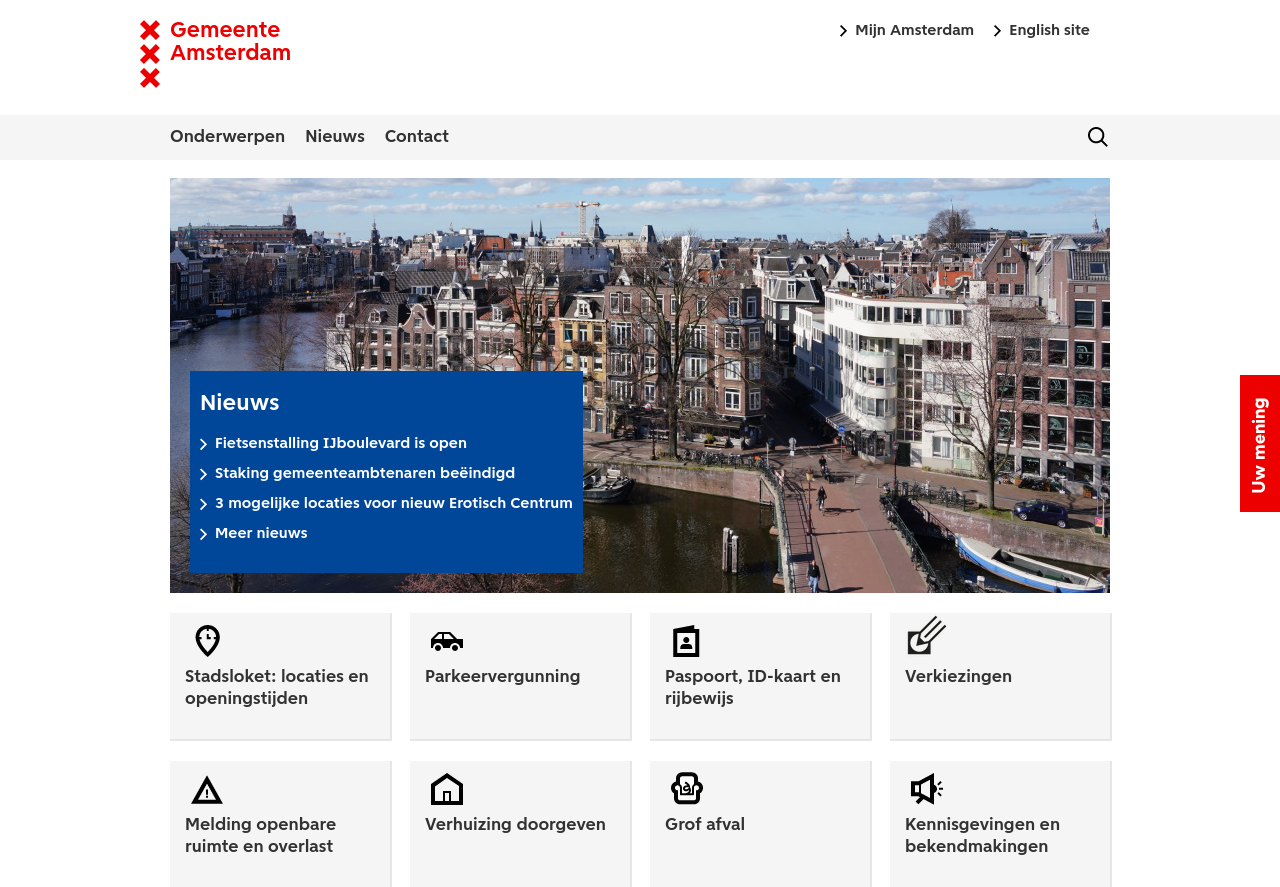 Gemeente
Amsterdam
Mijn Amsterdam
English site
Onderwerpen
Nieuws
Contact
Nieuws
Fietsenstalling IJboulevard is open
Staking gemeenteambtenaren beëindigd
3 mogelijke locaties voor nieuw Erotisch Centrum
Meer nieuws
Uw mening
Stadsloket: locaties en
openingstijden
Parkeervergunning
Paspoort, ID-kaart en
rijbewijs
Verkiezingen
Melding openbare
ruimte en overlast
Verhuizing doorgeven
Grof afval
Kennisgevingen en
bekendmakingen